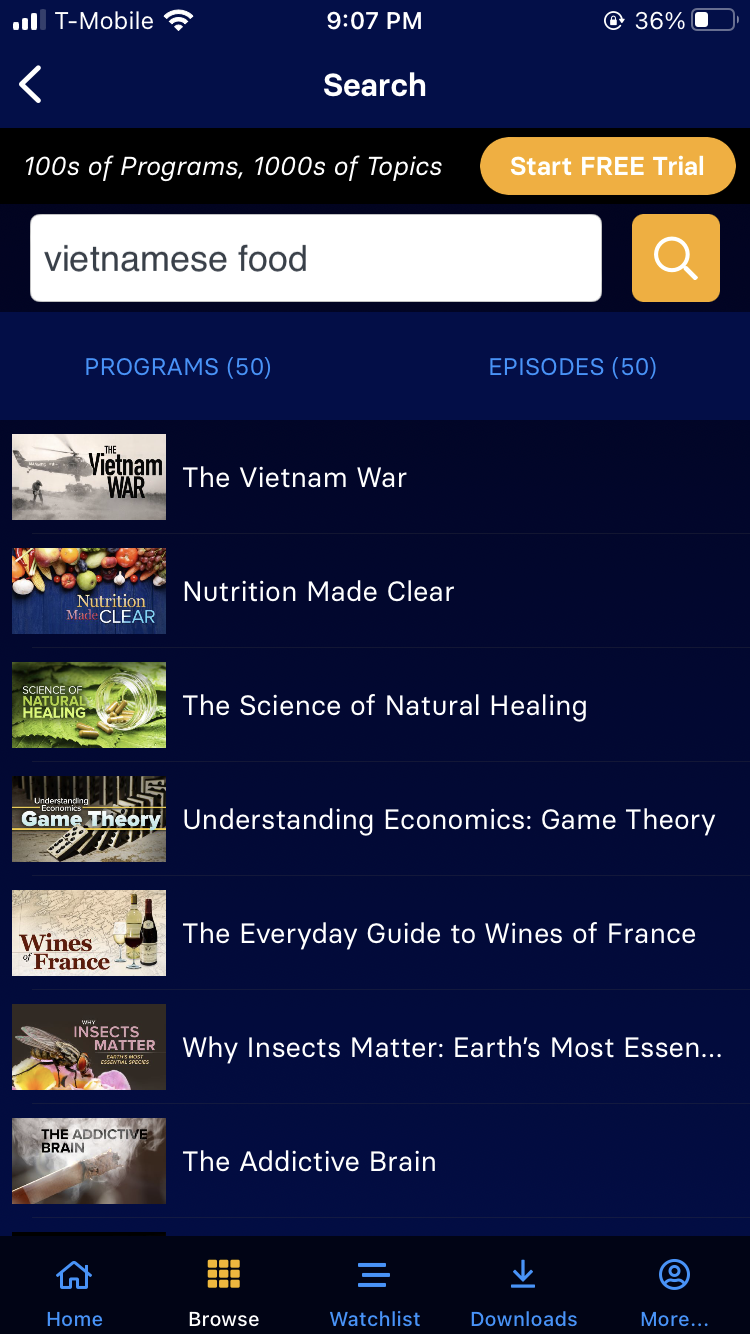 T-Mobile 9:07 PM 36%
Search
100s of Programs, 1000s of Topics Start FREE Trial
vietnamese food
PROGRAMS (50) EPISODES (50)
THE
Vietnam
WAR
The Vietnam War
Nutrition
Made CLEAR
Nutrition Made Clear
SCIENCE OF
NATURAL
HEALING
The Science of Natural Healing
Understanding
Economics
Game Theory
Understanding Economics: Game Theory
Wines
of France
The Everyday Guide to Wines of France
WHY
INSECTS
MATTER
EARTH'S MOST
ESSENTIAL SPECIES
Why Insects Matter: Earth's Most Essen...
THE ADDICTIVE
BRAIN
The Addictive Brain
Home Browse Watchlist Downloads More...